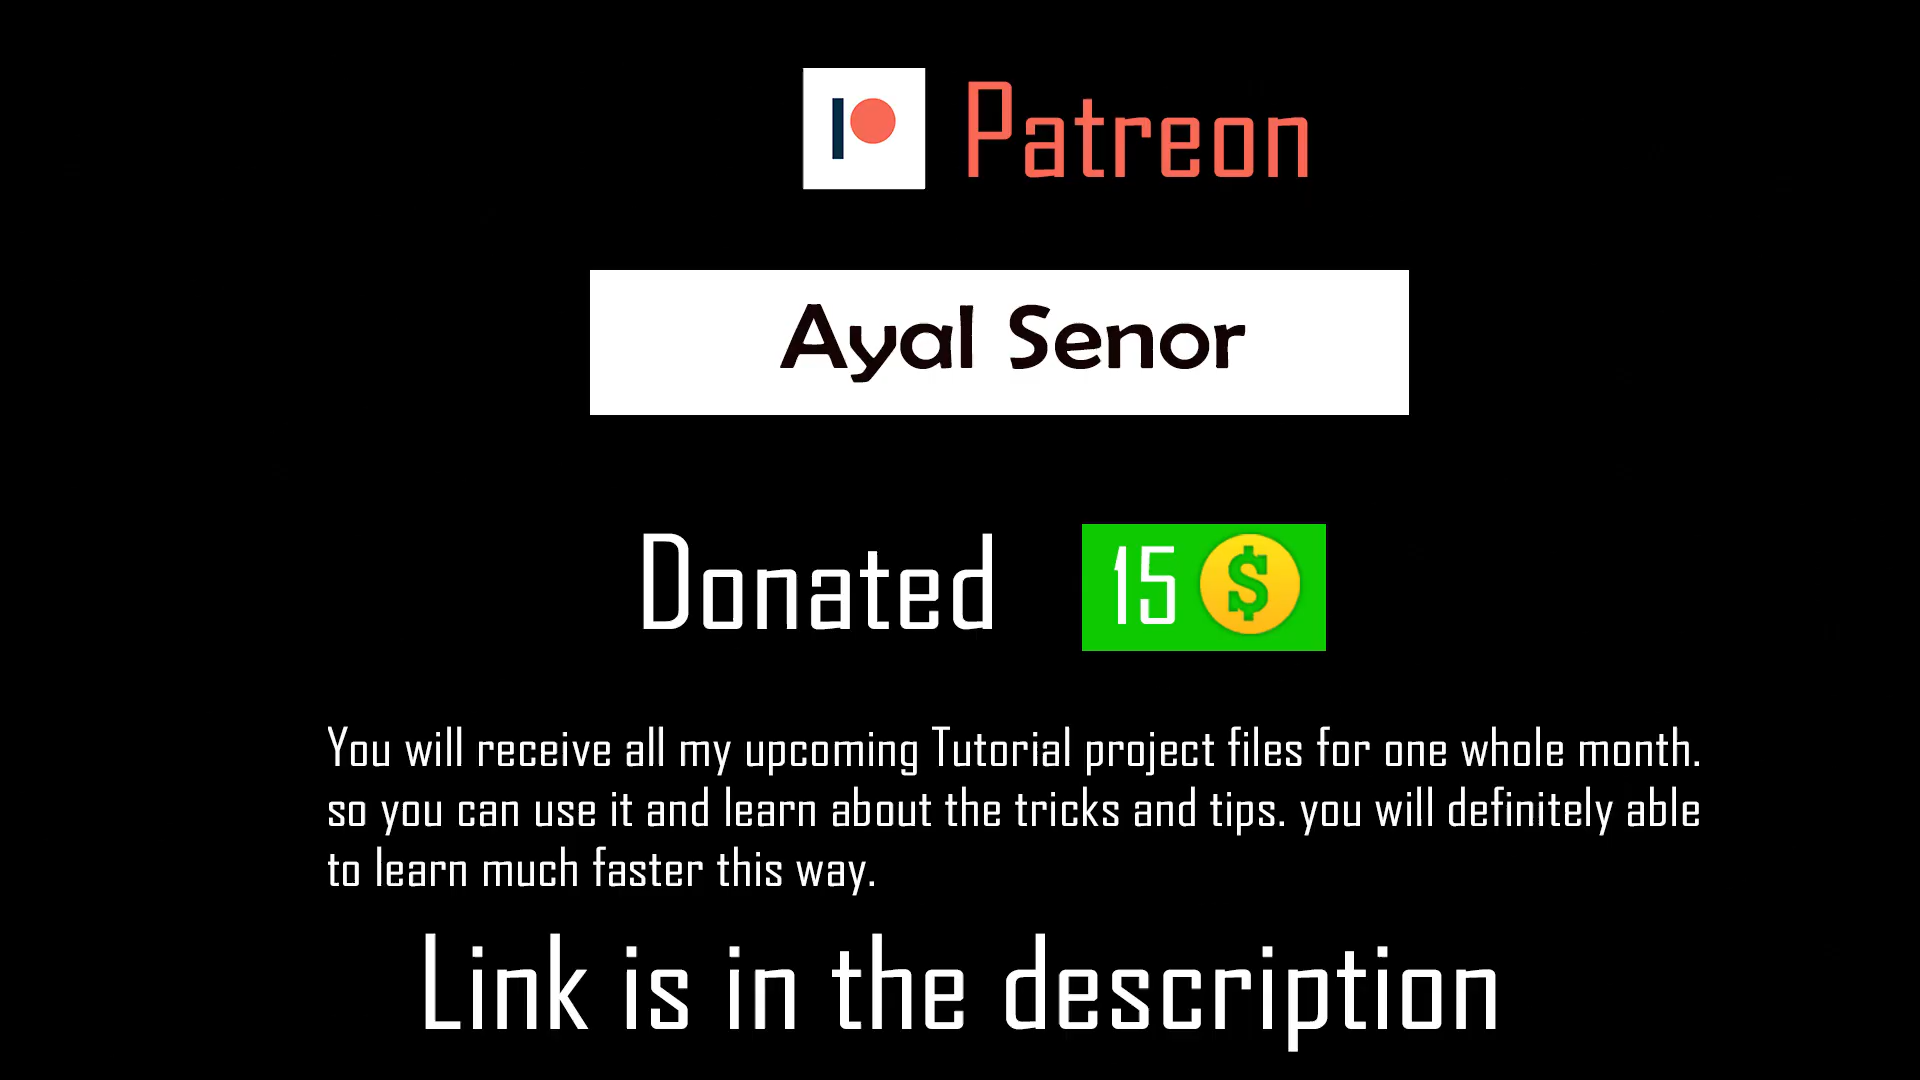 Patreon
Ayal Senor
Donated 15 $
You will receive all my upcoming Tutorial project files for one whole month.
so you can use it and learn about the tricks and tips. you will definitely able
to learn much faster this way.
Link is in the description